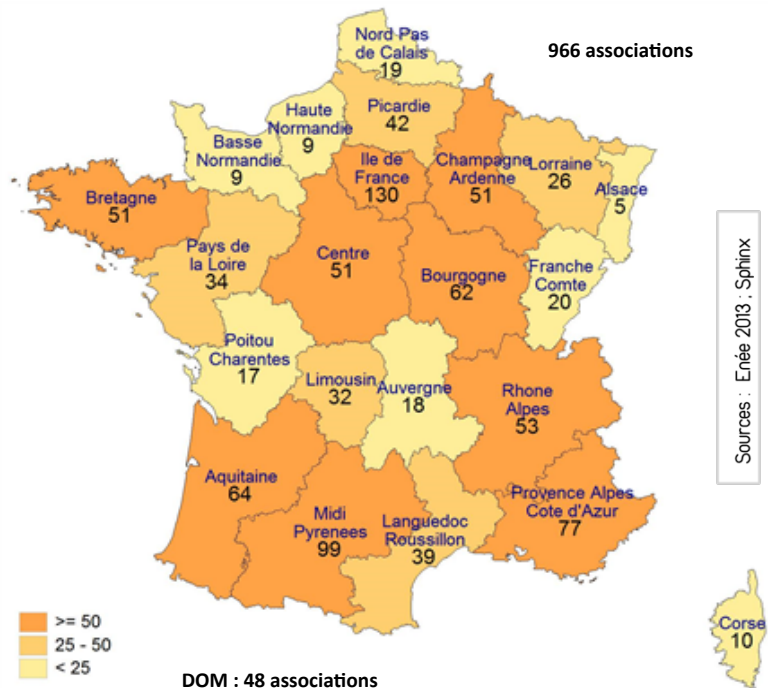 966 associations
Nord Pas
de Calais
19
Picardie
42
Haute
Normandie
9
Basse
Normandie
9
Ile de
France
130
Champagne
Ardenne
51
Lorraine
26
Alsace
5
Bretagne
51
Pays de
la Loire
34
Centre
51
Bourgogne
62
Franche
Comte
20
Poitou
Charentes
17
Limousin
32
Auvergne
18
Rhone
Alpes
53
Aquitaine
64
Midi
Pyrenees
99
Languedoc
Roussillon
39
Provence Alpes
Cote d'Azur
77
Corse
10
Sources : Enée 2013 ; Sphinx
>= 50
25 - 50
< 25
DOM : 48 associations